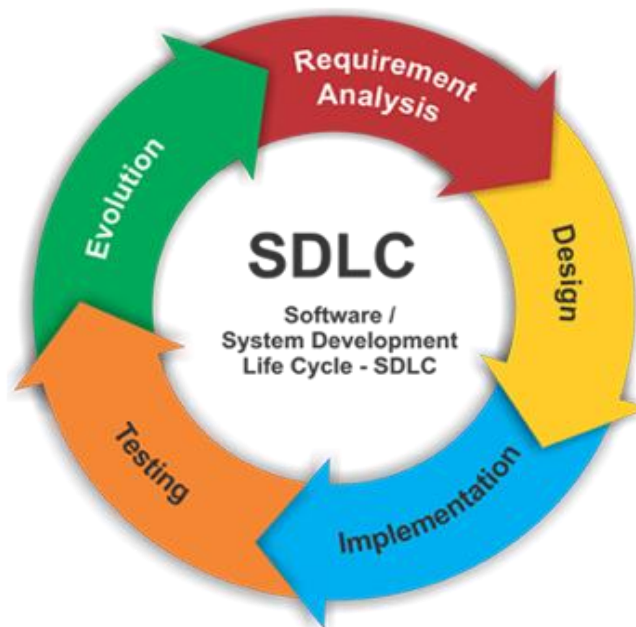 SDLC
Software /
System Development
Life Cycle - SDLC
Requirement
Analysis
Design
Implementation
Testing
Evolution